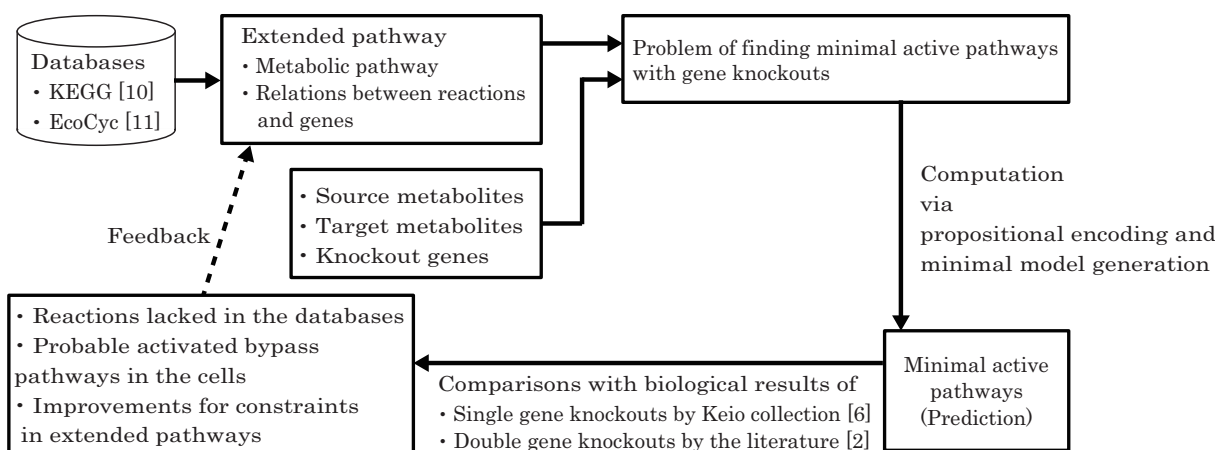 Databases
・KEGG [10]
・EcoCyc [11]
Extended pathway
・Metabolic pathway
・Relations between reactions
and genes
Problem of finding minimal active pathways
with gene knockouts
・Source metabolites
・Target metabolites
・Knockout genes
Computation
via
propositional encoding and
minimal model generation
Feedback
・Reactions lacked in the databases
・Probable activated bypass
pathways in the cells
・Improvements for constraints
in extended pathways
Comparisons with biological results of
・Single gene knockouts by Keio collection [6]
・Double gene knockouts by the literature [2]
Minimal active
pathways
(Prediction)